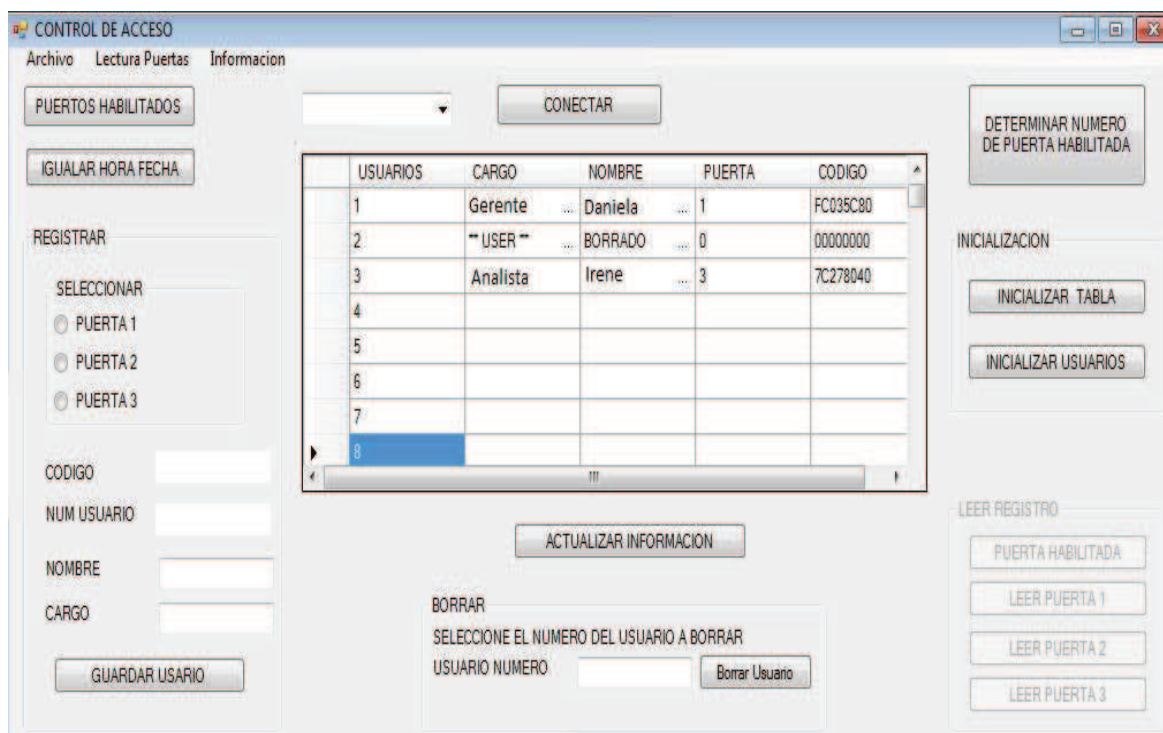 CONTROL DE ACCESO
Archivo Lectura Puertas Informacion
PUERTOS HABILITADOS
CONECTAR
DETERMINAR NUMERO
DE PUERTA HABILITADA
IGUALAR HORA FECHA
USUARIOS CARGO NOMBRE PUERTA CODIGO
1 Gerente ... Daniela ... 1 FC035C80
2 ** USER ** ... BORRADO ... 0 00000000
3 Analista Irene ... 3 7C278040
4
5
6
7
8
REGISTRAR
SELECCIONAR
PUERTA 1
PUERTA 2
PUERTA 3
CODIGO
NUM USUARIO
NOMBRE
CARGO
GUARDAR USARIO
ACTUALIZAR INFORMACION
BORRAR
SELECCIONE EL NUMERO DEL USUARIO A BORRAR
USUARIO NUMERO
Borrar Usuario
INICIALIZACION
INICIALIZAR TABLA
INICIALIZAR USUARIOS
LEER REGISTRO
PUERTA HABILITADA
LEER PUERTA 1
LEER PUERTA 2
LEER PUERTA 3